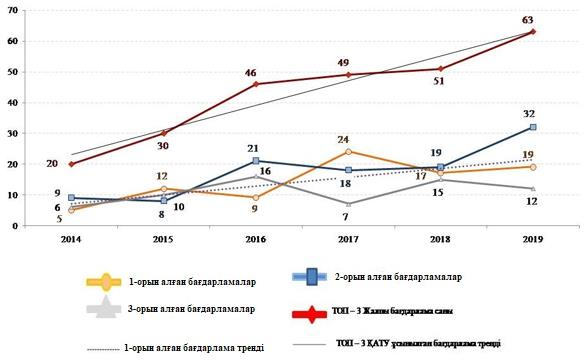 70
60
50
40
30
20
10
0
20 30 46 49 51 63
9 8 21 18 19 32
5 12 9 24 17 19
6 10 16 7 15 12
2014 2015 2016 2017 2018 2019
1-орын алған бағдарламалар
2-орын алған бағдарламалар
3-орын алған бағдарламалар
ТОП – 3 Жалпы бағдарлама саны
1-орын алған бағдарлама тренді
ТОП – 3 ҚАТУ ұсынылған бағдарлама тренді